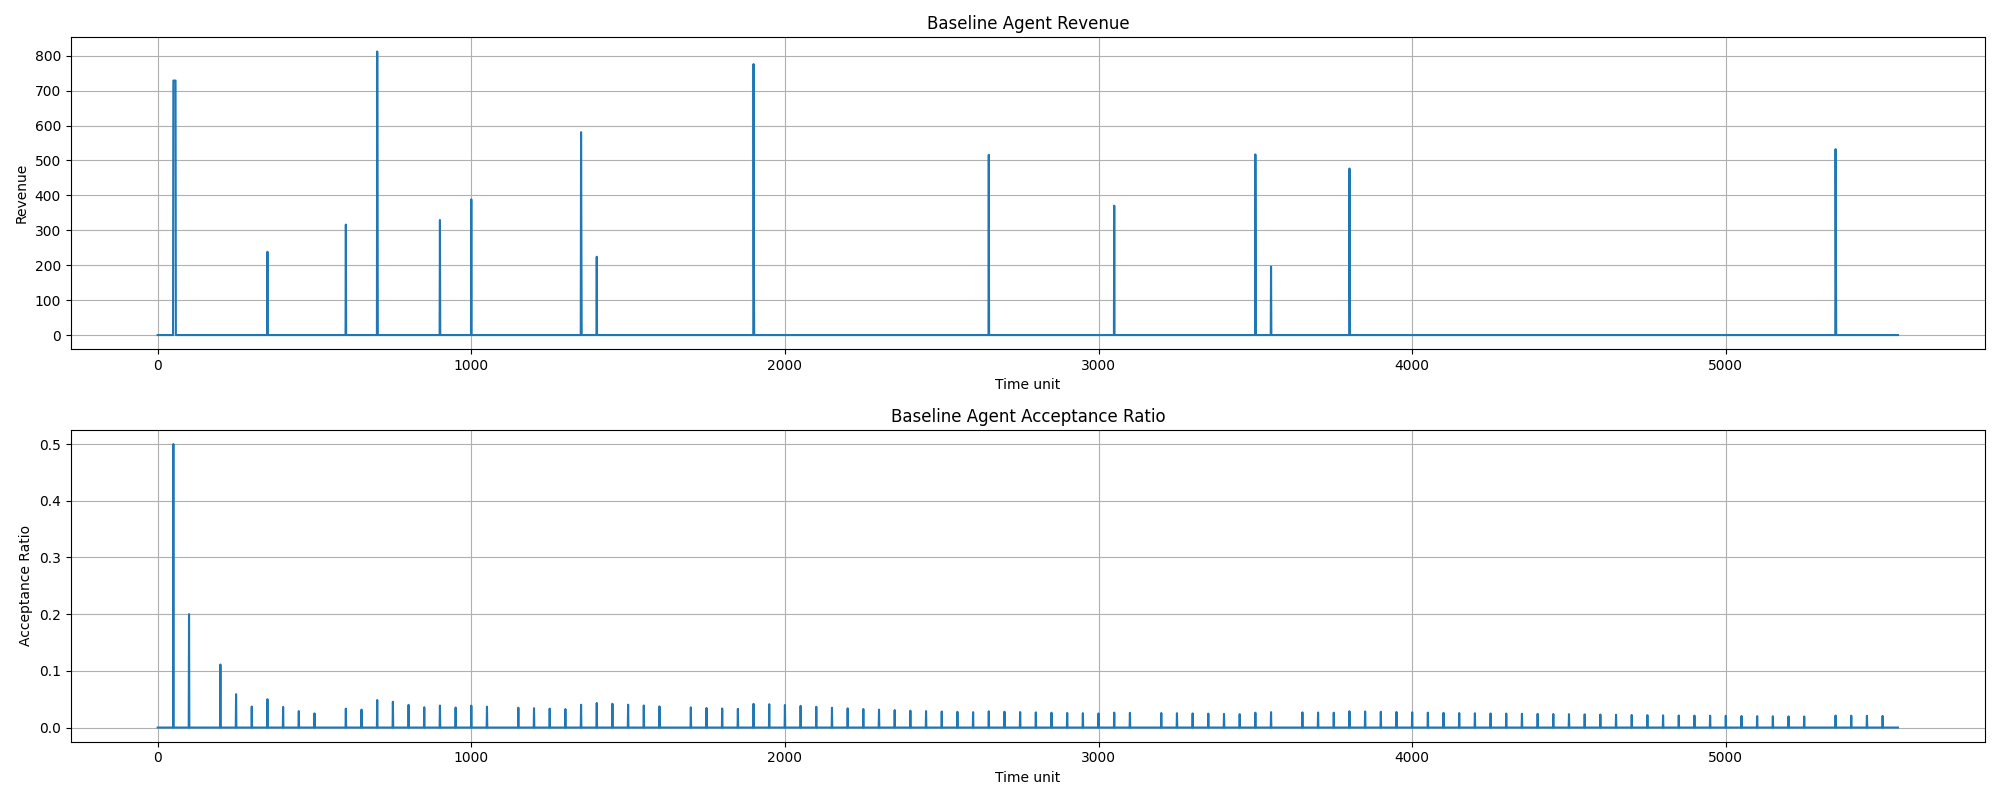 Baseline Agent Revenue
800
700
600
500
400
300
200
100
0
Revenue
0 1000 2000 3000 4000 5000
Time unit
Baseline Agent Acceptance Ratio
0.5
0.4
0.3
0.2
0.1
0.0
Acceptance Ratio
0 1000 2000 3000 4000 5000
Time unit